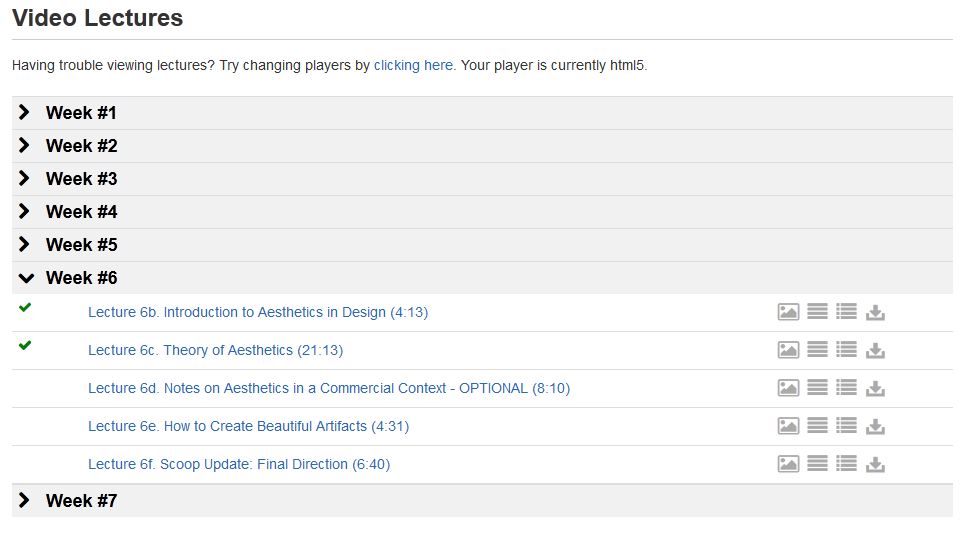 Video Lectures
Having trouble viewing lectures? Try changing players by clicking here. Your player is currently html5.
Week #1
Week #2
Week #3
Week #4
Week #5
Week #6
Lecture 6b. Introduction to Aesthetics in Design (4:13)
Lecture 6c. Theory of Aesthetics (21:13)
Lecture 6d. Notes on Aesthetics in a Commercial Context - OPTIONAL (8:10)
Lecture 6e. How to Create Beautiful Artifacts (4:31)
Lecture 6f. Scoop Update: Final Direction (6:40)
Week #7